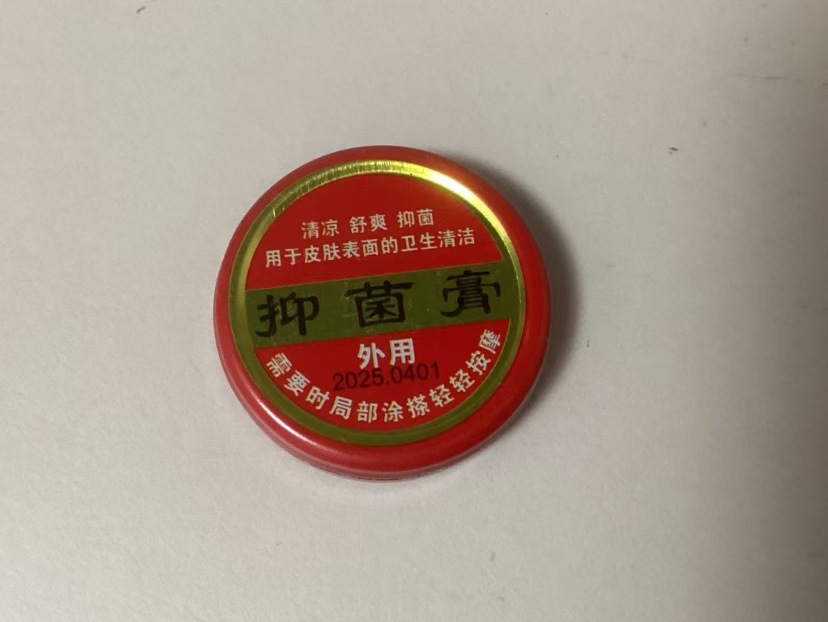 清凉 舒爽 抑菌
用于皮肤表面的卫生清洁
抑菌膏
外用
2025.0401
需要时局部涂搽轻轻按摩